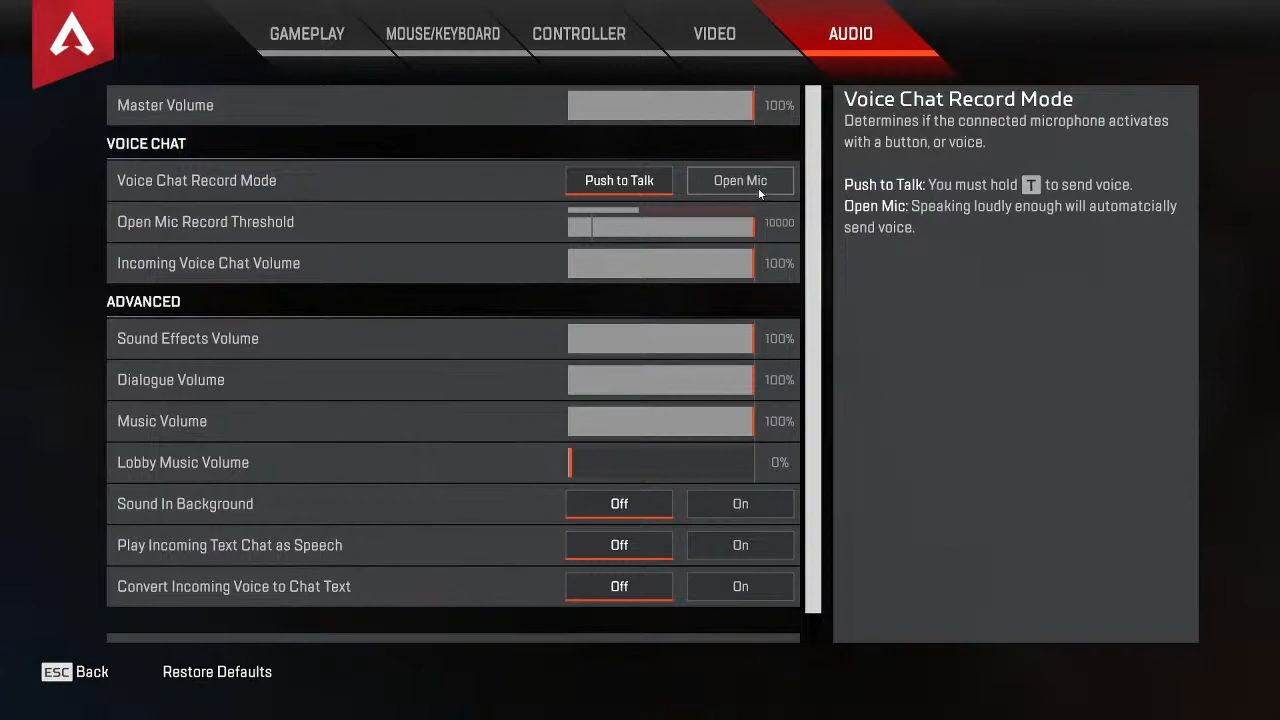 GAMEPLAY MOUSE/KEYBOARD CONTROLLER VIDEO AUDIO
Master Volume 100%
VOICE CHAT
Voice Chat Record Mode Push to Talk Open Mic
Open Mic Record Threshold 10000
Incoming Voice Chat Volume 100%
ADVANCED
Sound Effects Volume 100%
Dialogue Volume 100%
Music Volume 100%
Lobby Music Volume 0%
Sound In Background Off On
Play Incoming Text Chat as Speech Off On
Convert Incoming Voice to Chat Text Off On
Voice Chat Record Mode
Determines if the connected microphone activates
with a button, or voice.
Push to Talk: You must hold T to send voice.
Open Mic: Speaking loudly enough will automatcially
send voice.
ESC Back Restore Defaults